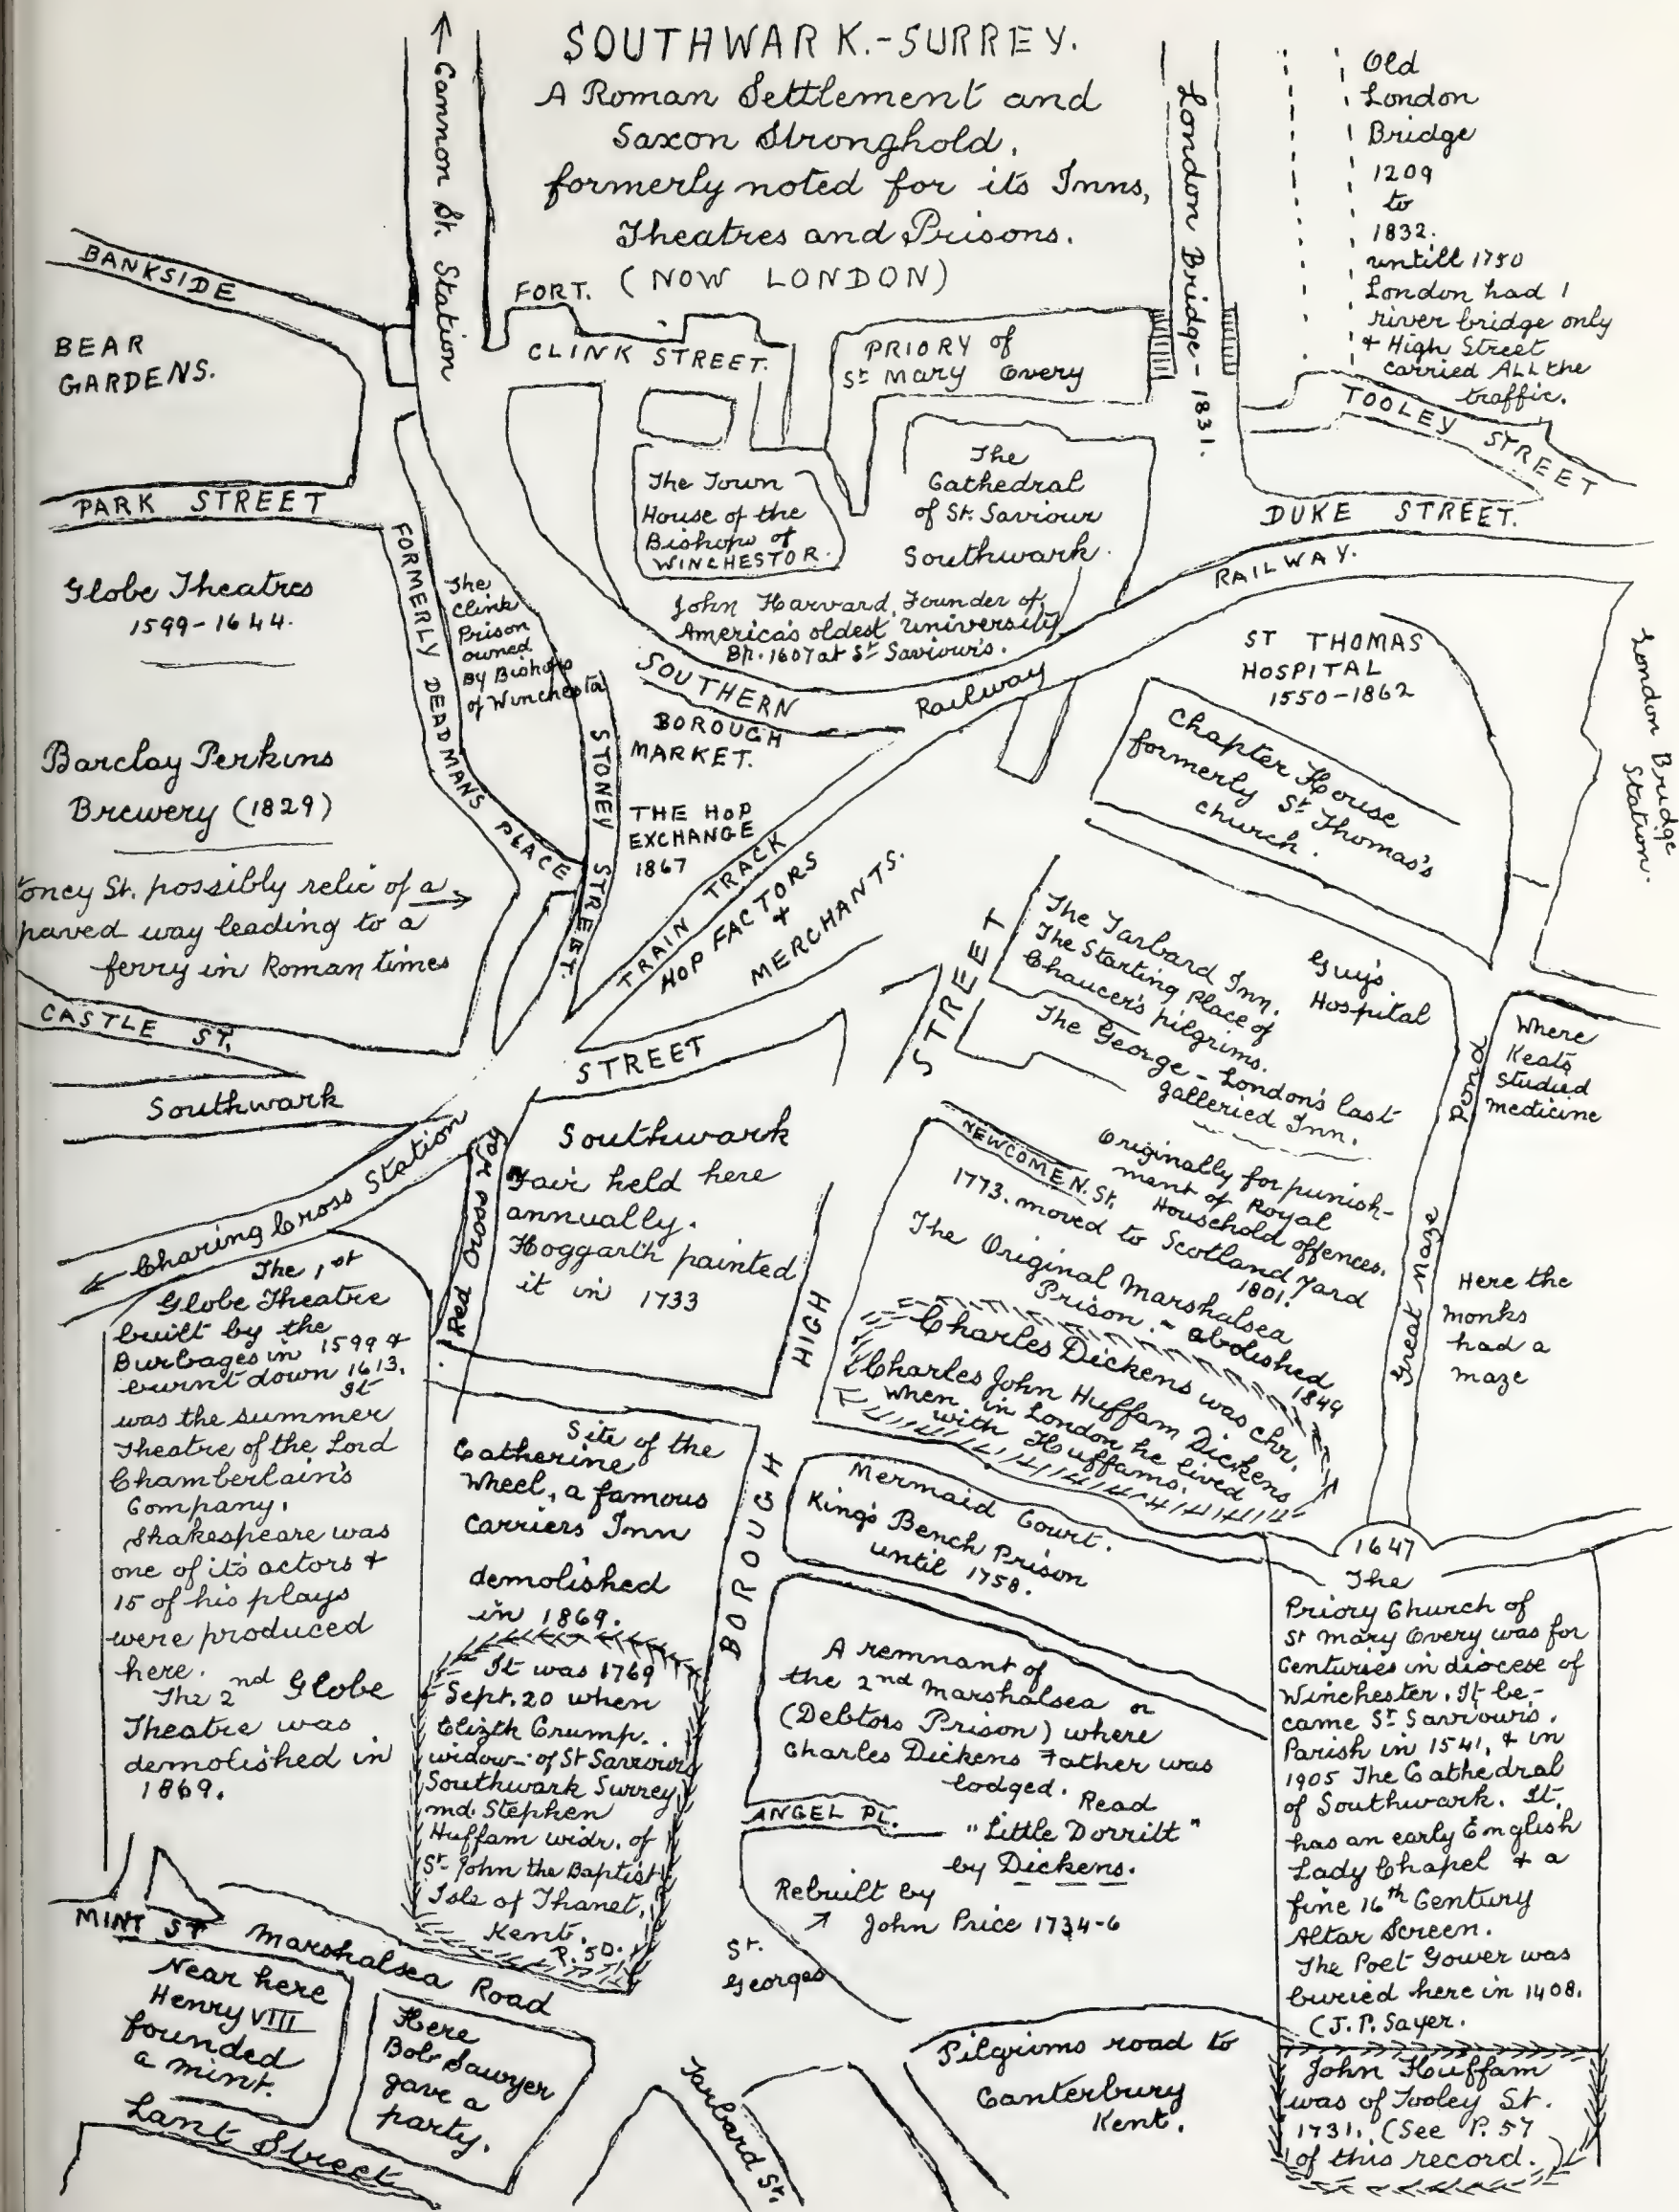 SOUTHWARK.-SURREY.
A Roman Settlement and
Saxon Stronghold,
formerly noted for its Inns,
Theatres and Prisons.
(NOW LONDON)
↑ Cannon St. Station
London Bridge - 1831.
Old
London
Bridge
1209
to
1832.
untill 1750
London had 1
river bridge only
+ High Street
carried ALL the
traffic.
BANKSIDE
BEAR
GARDENS.
FORT.
CLINK STREET.
PRIORY of
St Mary Overy
TOOLEY STREET
PARK STREET
The Town
House of the
Bishops of
WINCHESTOR.
The
Cathedral
of St. Saviour
Southwark.
DUKE STREET.
RAILWAY.
Globe Theatres
1599-1644.
FORMERLY DEADMANS PLACE
The
Clink
Prison
owned
By Bishops
of Winchester
John Harvard, Founder of
America's oldest university
Bp. 1607 at St Saviour's.
SOUTHERN
Railway
ST THOMAS
HOSPITAL
1550-1862
London Bridge
Station.
BOROUGH
MARKET.
STONEY STREET.
Chapter House
formerly St Thomas's
church.
Barclay Perkins
Brewery (1829)
THE HOP
EXCHANGE
1867
TRAIN TRACK
HOP FACTORS
+
MERCHANTS.
toney St. possibly relic of a →
paved way leading to a
ferry in Roman times
STREET
The Tarbard Inn.
The Starting place of
Chaucer's pilgrims.
Guy's.
Hospital
The George - London's last
galleried Inn.
CASTLE ST.
STREET
Where
Keats
studied
medicine
Pond
Southwark
← Charing Cross Station
Southwark
Fair held here
annually.
Hoggarth painted
it in 1733
Red Cross Way
NEWCOMEN. St.
Originally for punish-
ment of Royal
Household offences.
1773. moved to Scotland Yard
1801.
The Original Marshalsea
Prison. - abolished
1849
Charles Dickens was chr.
Charles John Huffam Dickens
When in London he lived
with Huffams.
Great Maze
Here the
monks
had a
maze
HIGH
The 1st
Globe Theatre
built by the
Burbages in 1599 +
burnt down 1613.
It
was the summer
Theatre of the Lord
Chamberlain's
Company.
Shakespeare was
one of its actors +
15 of his plays
were produced
here.
The 2nd Globe
Theatre was
demolished in
1869.
Site of the
Catherine
Wheel, a famous
Carriers Inn
demolished
in 1869.
It was 1769
Sept. 20 when
Elizth Crump.
widow - of St Saviour's
Southwark Surrey
md. Stephen
Huffam widr. of
St. John the Baptist
Isle of Thanet,
Kent.
P. 50.
BOROUGH
Mermaid Court.
King's Bench Prison
until 1758.
1647
A remnant of
the 2nd Marshalsea or
(Debtors Prison) where
Charles Dickens Father was
lodged. Read
"Little Dorritt"
by Dickens.
ANGEL PL.
Rebuilt by
↗ John Price 1734-6
St.
Georges
The
Priory Church of
St Mary Overy was for
Centuries in diocese of
Winchester. It be-
came St Saviour's.
Parish in 1541, + in
1905 The Cathedral
of Southwark. It,
has an early English
Lady Chapel + a
fine 16th Century
Altar Screen.
The Poet Gower was
buried here in 1408.
(J.P. Sayer.
John Huffam
was of Tooley St.
1731. (See P. 57
of this record.)
MINT ST
Marshalsea Road
Near here
Henry VIII
founded
a mint.
Here
Bob Sawyer
gave a
party.
Lant Street
Tarbard St.
Pilgrims road to
Canterbury
Kent.